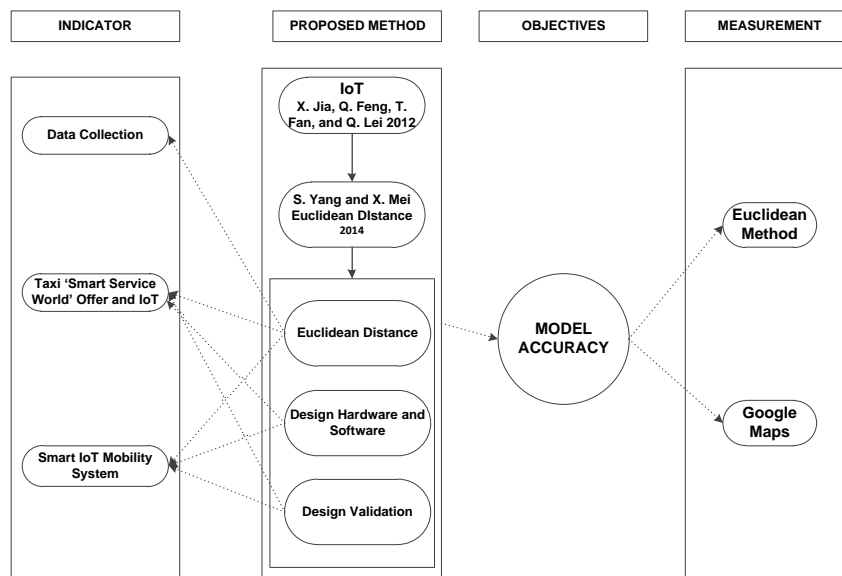 INDICATOR
PROPOSED METHOD
OBJECTIVES
MEASUREMENT
Data Collection
Taxi ‘Smart Service
World’ Offer and IoT
Smart IoT Mobility
System
IoT
X. Jia, Q. Feng, T.
Fan, and Q. Lei 2012
S. Yang and X. Mei
Euclidean DIstance
2014
Euclidean Distance
Design Hardware and
Software
Design Validation
MODEL
ACCURACY
Euclidean
Method
Google
Maps